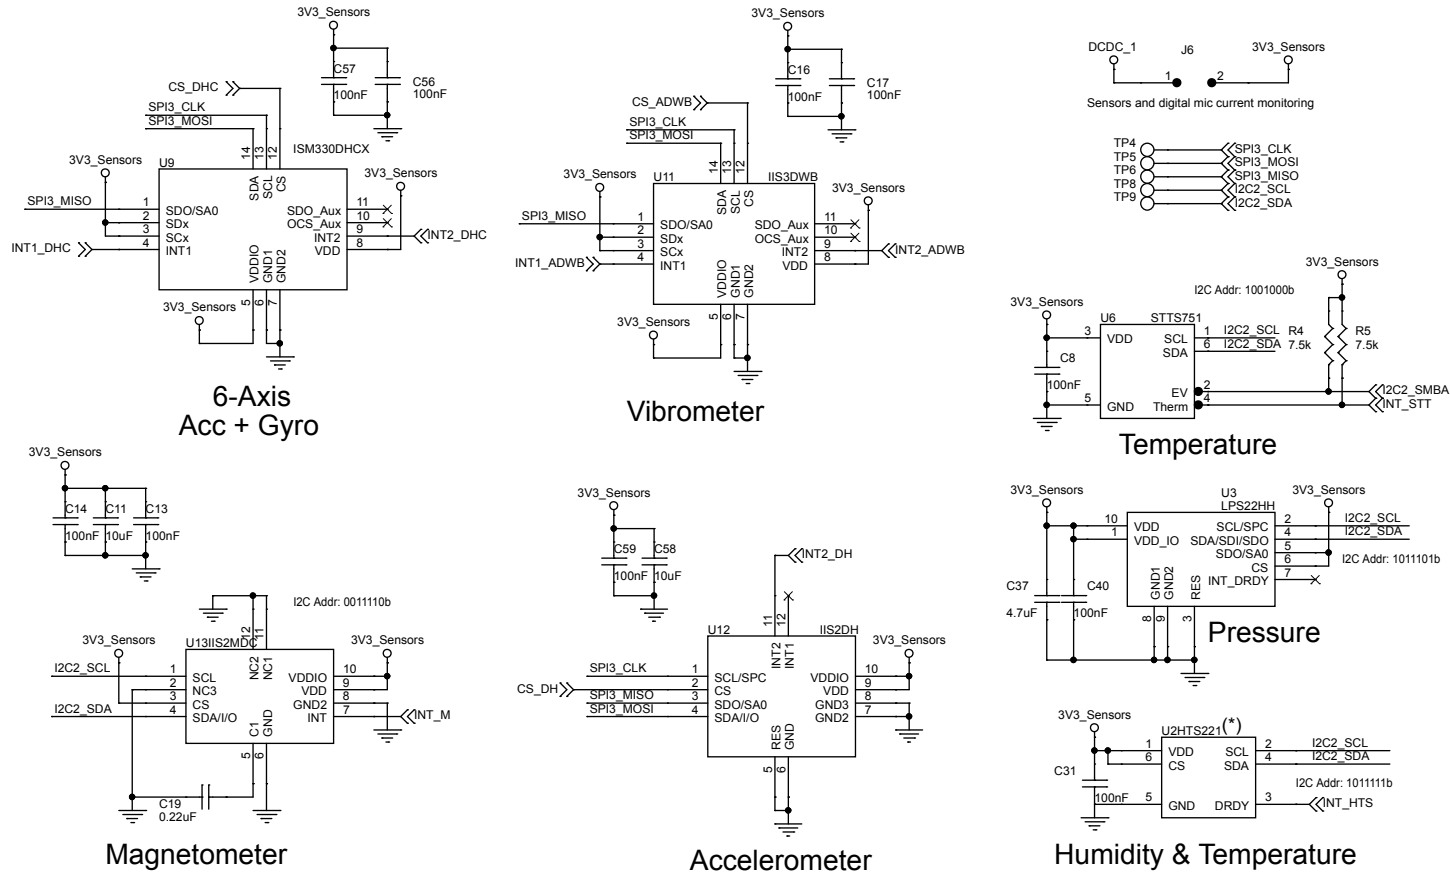 3V3_Sensors
C57
100nF
C56
100nF
CS_DHC
SPI3_CLK
SPI3_MOSI
3V3_Sensors
U9
ISM330DHCX
14
13
12
SDA
SCL
CS
3V3_Sensors
SPI3_MISO
1
SDO/SA0
2
SDx
3
SCx
INT1_DHC
4
INT1
SDO_Aux
11
OCS_Aux
10
INT2
9
INT2_DHC
VDD
8
VDDIO
GND1
GND2
5
6
7
3V3_Sensors
6-Axis
Acc + Gyro
3V3_Sensors
C16
100nF
C17
100nF
CS_ADWB
SPI3_CLK
SPI3_MOSI
3V3_Sensors
U11
IIS3DWB
14
13
12
SDA
SCL
CS
3V3_Sensors
SPI3_MISO
1
SDO/SA0
2
SDx
3
SCx
INT1_ADWB
4
INT1
SDO_Aux
11
OCS_Aux
10
INT2
9
INT2_ADWB
VDD
8
VDDIO
GND1
GND2
5
6
7
3V3_Sensors
Vibrometer
DCDC_1
J6
3V3_Sensors
1
2
Sensors and digital mic current monitoring
TP4
SPI3_CLK
TP5
SPI3_MOSI
TP6
SPI3_MISO
TP8
I2C2_SCL
TP9
I2C2_SDA
3V3_Sensors
I2C Addr: 1001000b
3V3_Sensors
U6
STTS751
3
VDD
SCL
1
I2C2_SCL
SDA
6
I2C2_SDA
R4
7.5k
R5
7.5k
C8
100nF
EV
2
I2C2_SMBA
5
GND
Therm
4
INT_STT
Temperature
3V3_Sensors
C14
100nF
C11
10uF
C13
100nF
I2C Addr: 0011110b
12
11
3V3_Sensors
U13IIS2MDC
NC2
NC1
3V3_Sensors
I2C2_SCL
1
SCL
2
NC3
3
CS
I2C2_SDA
4
SDA/I/O
VDDIO
10
VDD
9
GND2
8
INT
7
INT_M
C1
GND
5
6
C19
0.22uF
Magnetometer
3V3_Sensors
C59
100nF
C58
10uF
INT2_DH
11
12
U12
IIS2DH
INT2
INT1
3V3_Sensors
SPI3_CLK
1
SCL/SPC
CS_DH
2
CS
SPI3_MISO
3
SDO/SA0
SPI3_MOSI
4
SDA/I/O
VDDIO
10
VDD
9
GND3
8
GND2
7
RES
GND
5
6
Accelerometer
3V3_Sensors
U3
LPS22HH
3V3_Sensors
10
VDD
1
VDD_IO
SCL/SPC
2
I2C2_SCL
SDA/SDI/SDO
4
I2C2_SDA
SDO/SA0
5
I2C Addr: 1011101b
CS
6
INT_DRDY
7
GND1
GND2
RES
8
9
3
C37
4.7uF
C40
100nF
Pressure
3V3_Sensors
U2HTS221(*)
1
VDD
6
CS
SCL
2
I2C2_SCL
SDA
4
I2C2_SDA
C31
100nF
I2C Addr: 1011111b
5
GND
DRDY
3
INT_HTS
Humidity & Temperature